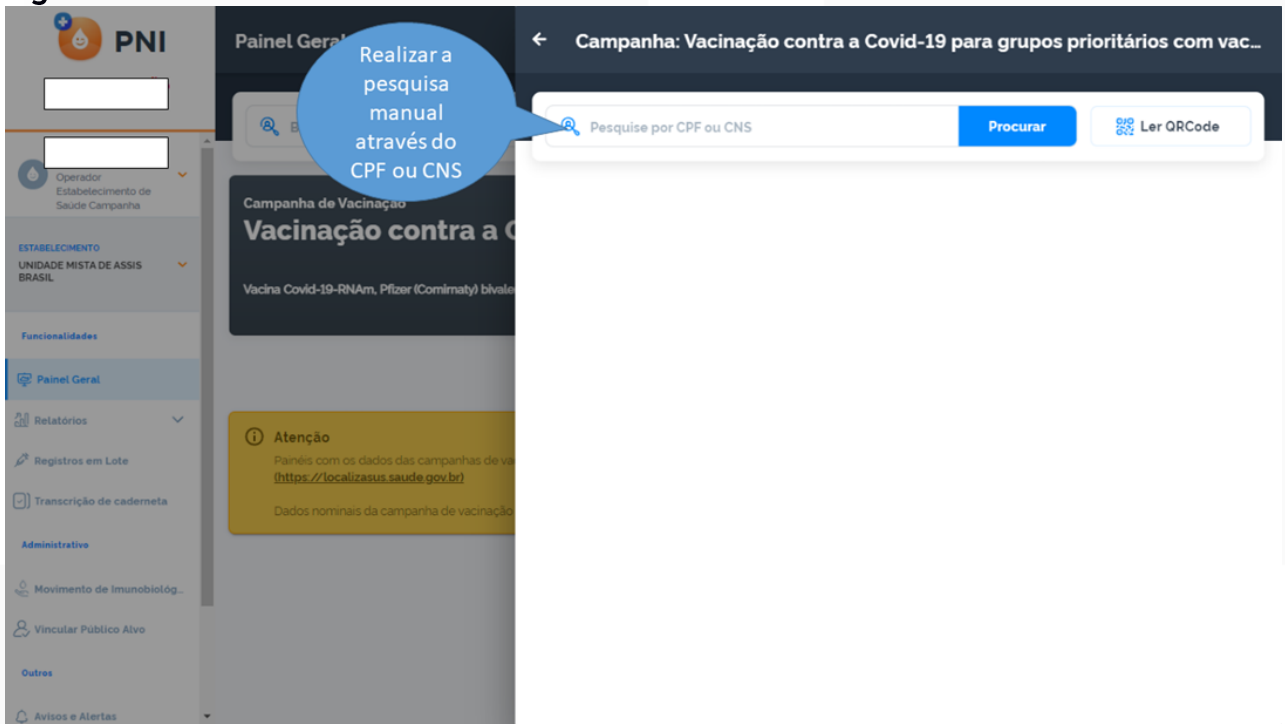 PNI
Operador
Estabelecimento de
Saúde Campanha
ESTABELECIMENTO
UNIDADE MISTA DE ASSIS
BRASIL
Funcionalidades
Painel Geral
Relatórios
Registros em Lote
Transcrição de caderneta
Administrativo
Movimento de Imunobiológ...
Vincular Público Alvo
Outros
Avisos e Alertas
Painel Geral
Realizar a
pesquisa
manual
através do
CPF ou CNS
Campanha de Vacinação
Vacinação contra a C
Vacina Covid-19-RNAm, Pfizer (Comirnaty) bivale
Atenção
Painéis com os dados das campanhas de va
(https://localizasus.saude.gov.br)
Dados nominais da campanha de vacinação
Campanha: Vacinação contra a Covid-19 para grupos prioritários com vac...
Pesquise por CPF ou CNS
Procurar
Ler QRCode